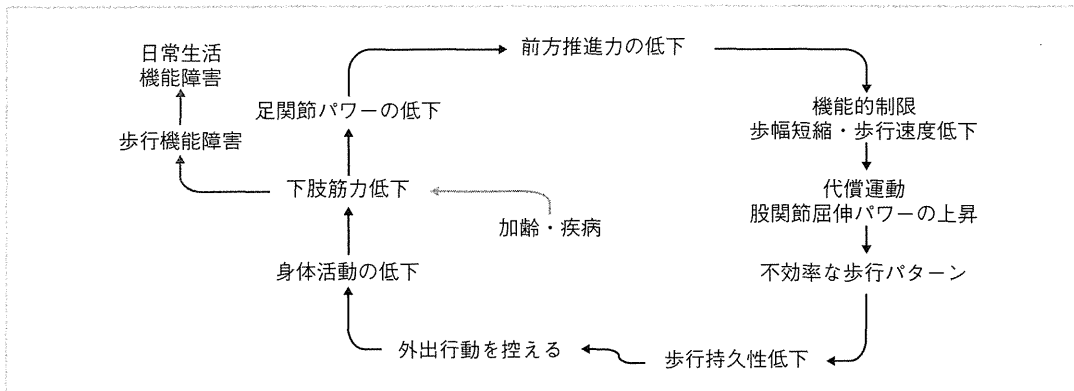 前方推進力の低下
日常生活
機能障害
足関節パワーの低下
機能的制限
歩幅短縮・歩行速度低下
歩行機能障害
下肢筋力低下
代償運動
股関節屈伸パワーの上昇
加齢・疾病
身体活動の低下
不効率な歩行パターン
外出行動を控える
歩行持久性低下